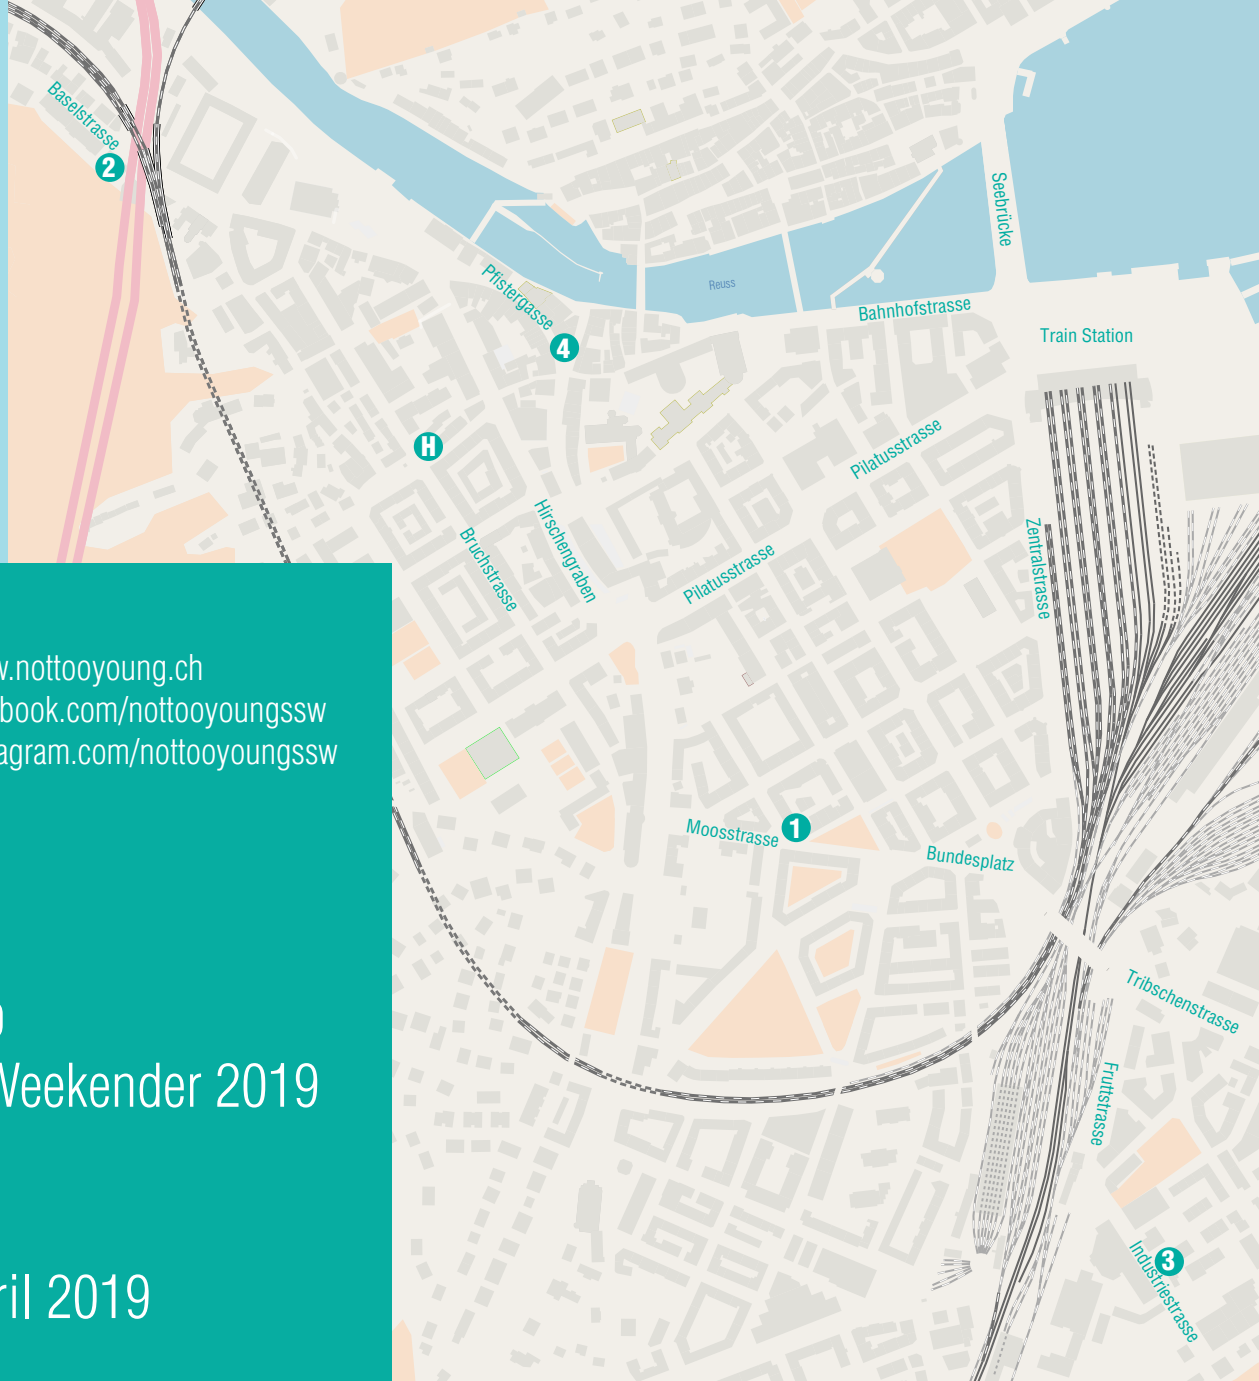 Baselstrasse
2
Seebrücke
Pfistergasse
4
Reuss
Bahnhofstrasse
Train Station
H
Pilatusstrasse
Hirschengraben
Bruchstrasse
Pilatusstrasse
Zentralstrasse
w.nottooyoung.ch
book.com/nottooyoungssw
agram.com/nottooyoungssw
Moosstrasse
1
Bundesplatz
Tribschenstrasse
Weekender 2019
Fruttstrasse
Industriestrasse
3
ril 2019